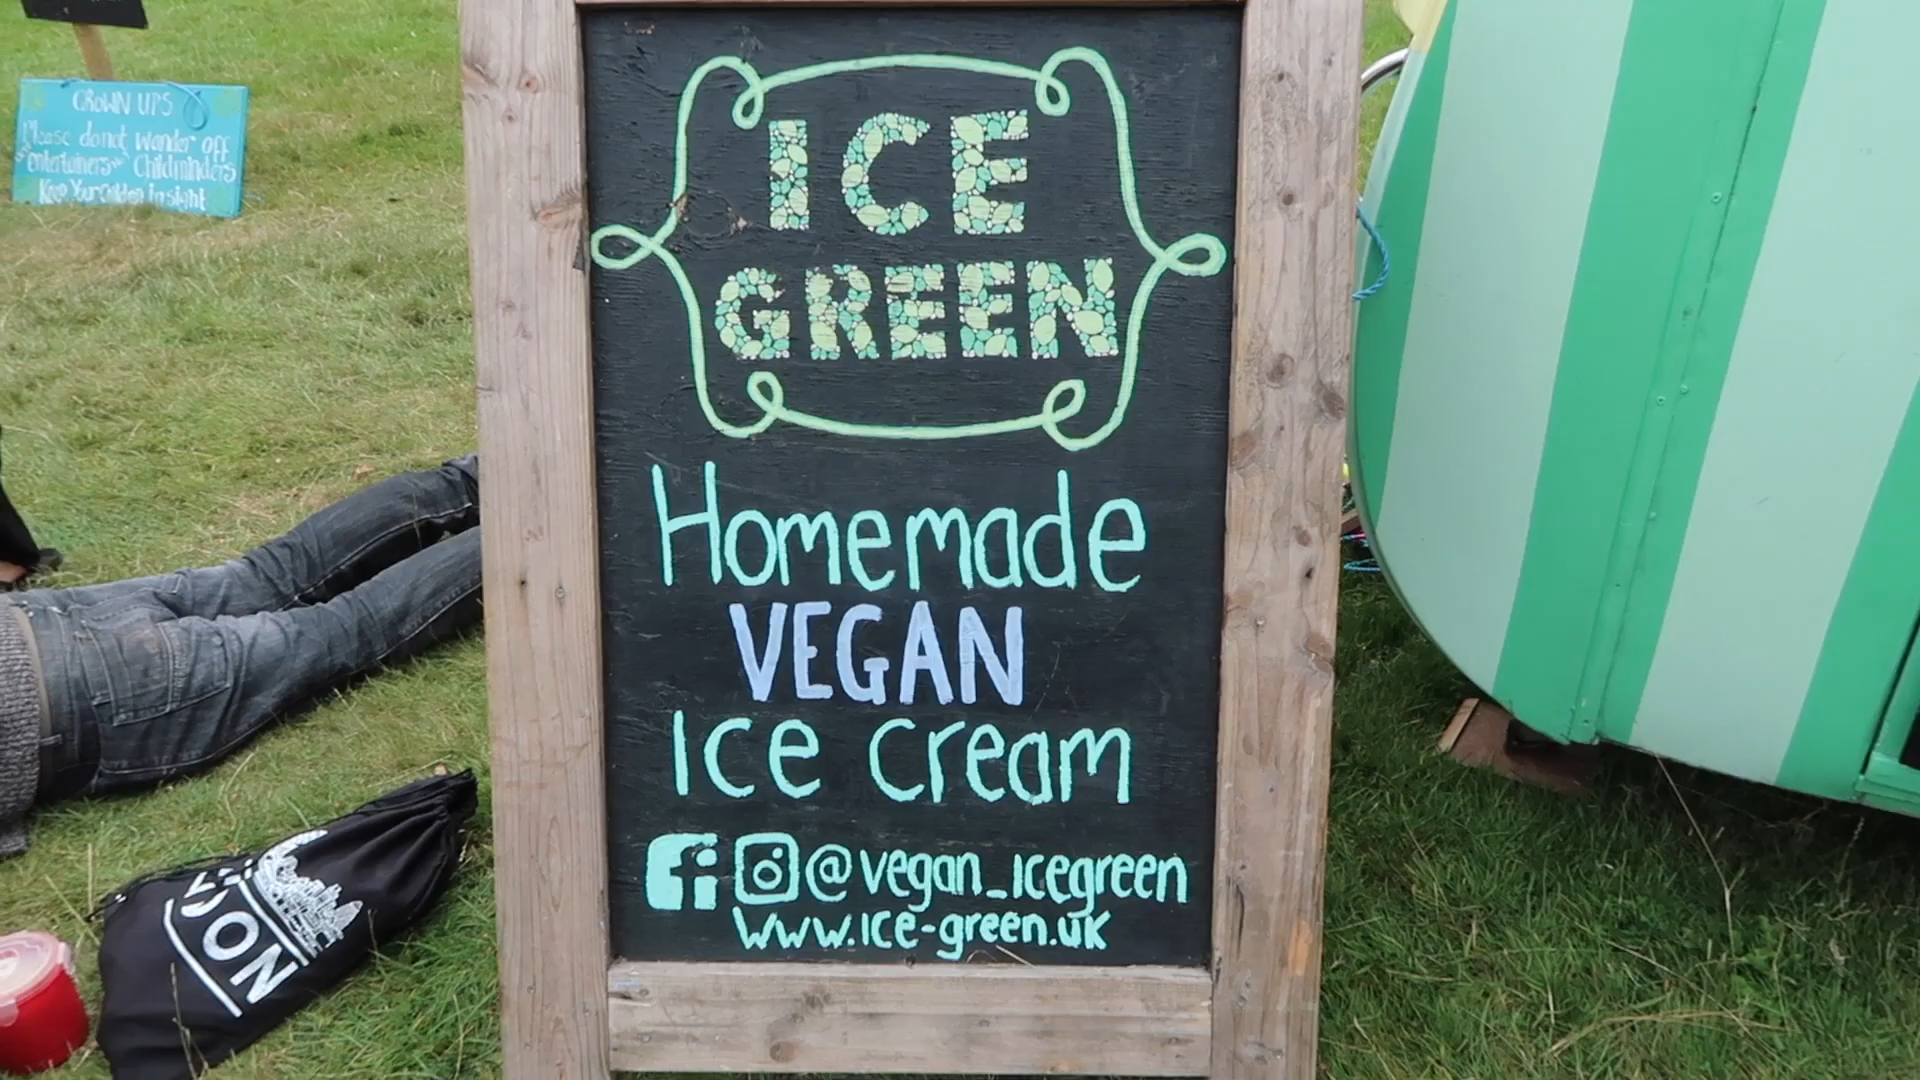 GROWN UPS
Please do not wander off
"entertainers" Childminders
Keep Your Children In sight
ICE
GREEN
Homemade
VEGAN
Ice cream
@vegan_icegreen
www.ice-green.uk